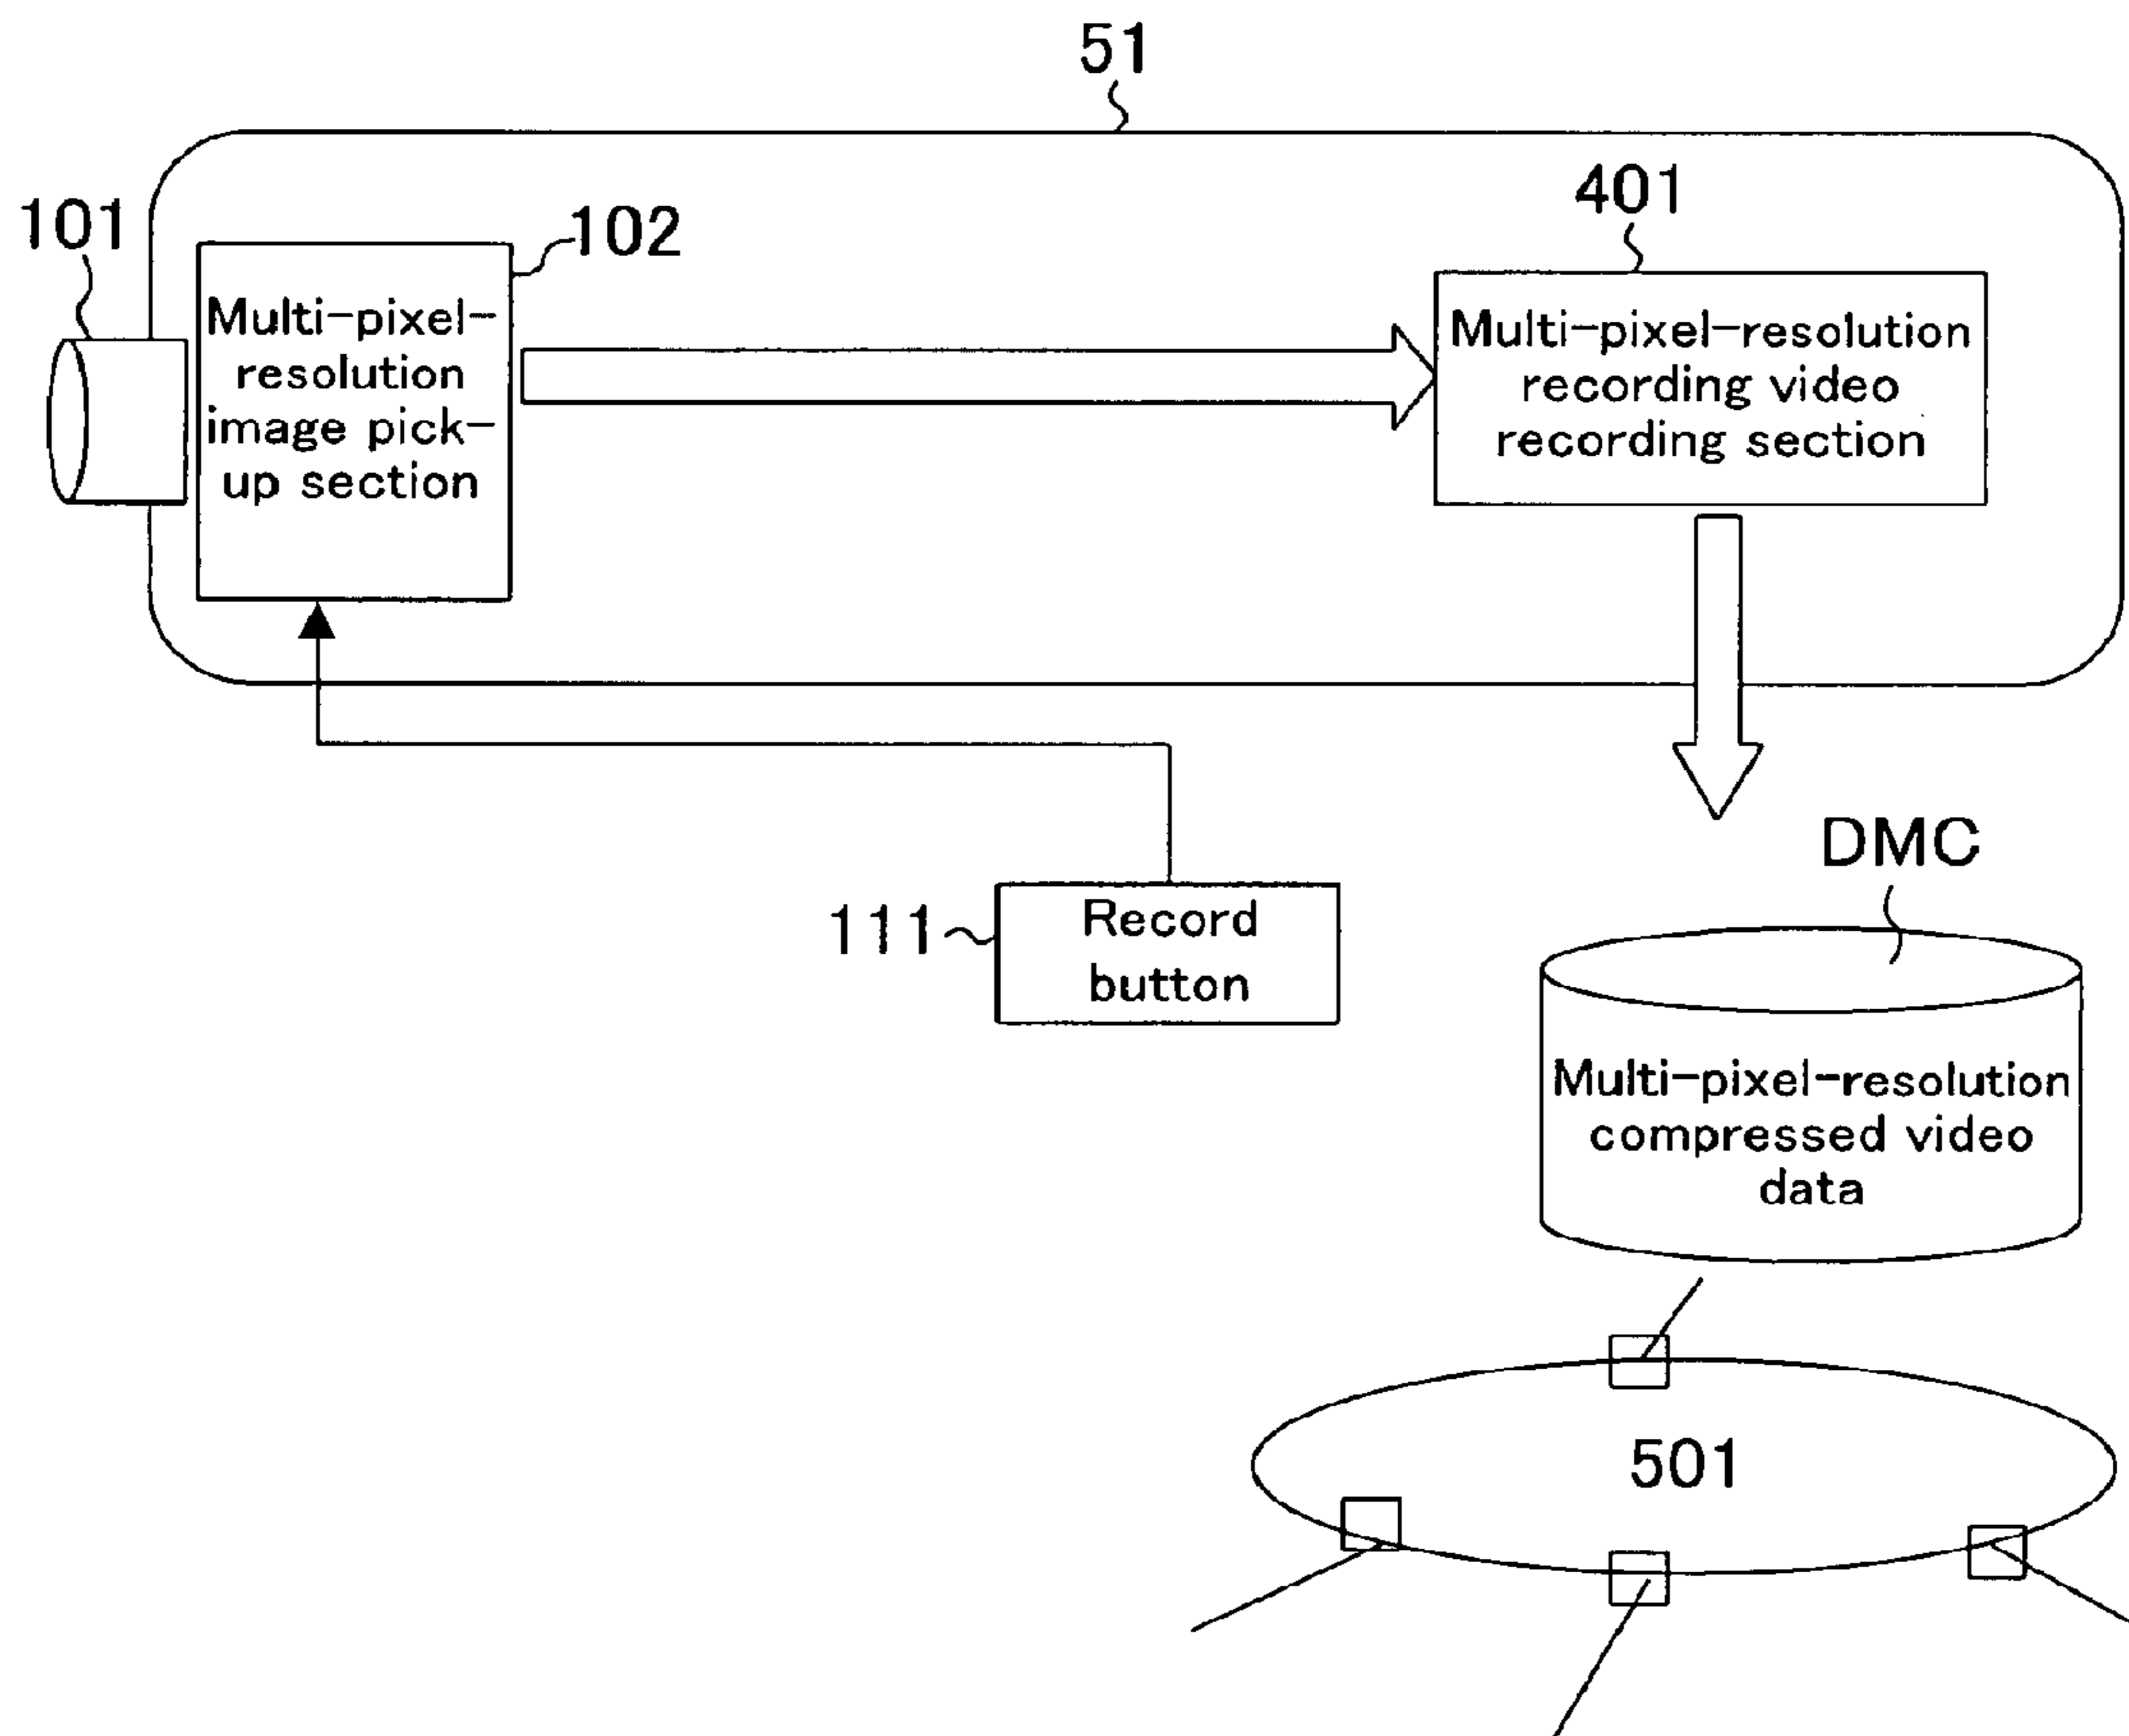 51
401
101
102
Multi-pixel-
resolution
image pick-
up section
Multi-pixel-resolution
recording video
recording section
DMC
111
Record
button
Multi-pixel-resolution
compressed video
data
501